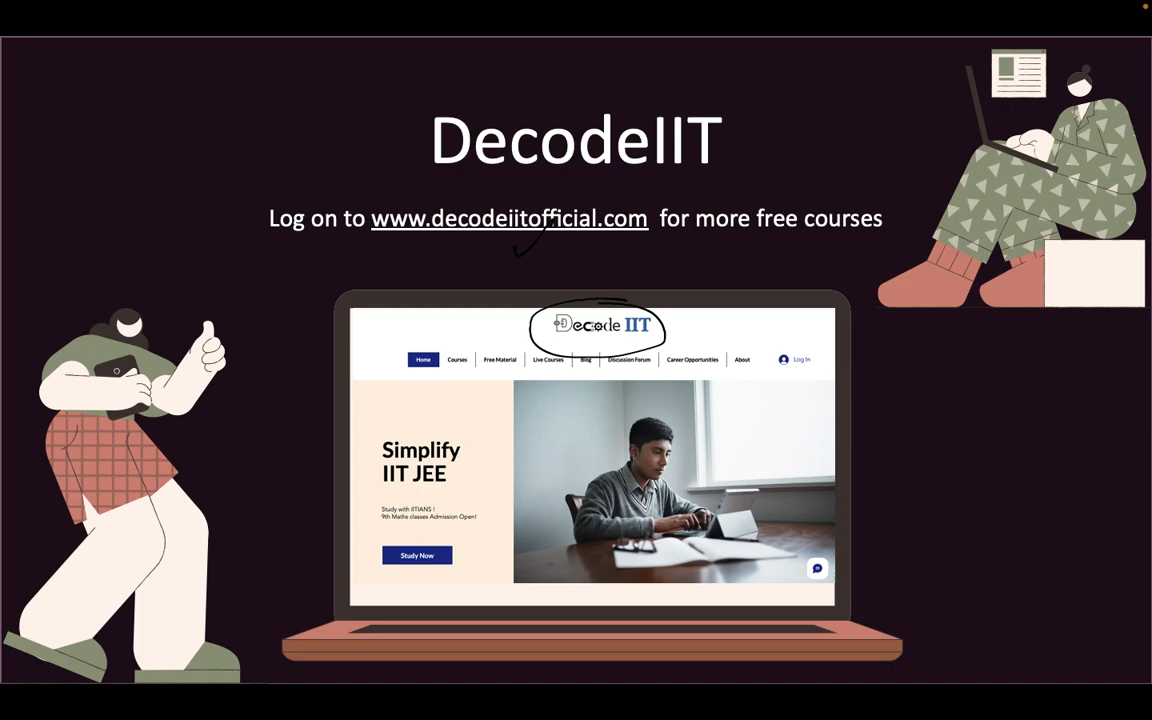 DecodeIIT
Log on to www.decodeiitofficial.com for more free courses
Decode IIT
Home Courses Free Material Live Courses Blog Discussion Forum Career Opportunities About Log In
Simplify
IIT JEE
Study with IITIANS !
9th Maths classes Admission Open!
Study Now